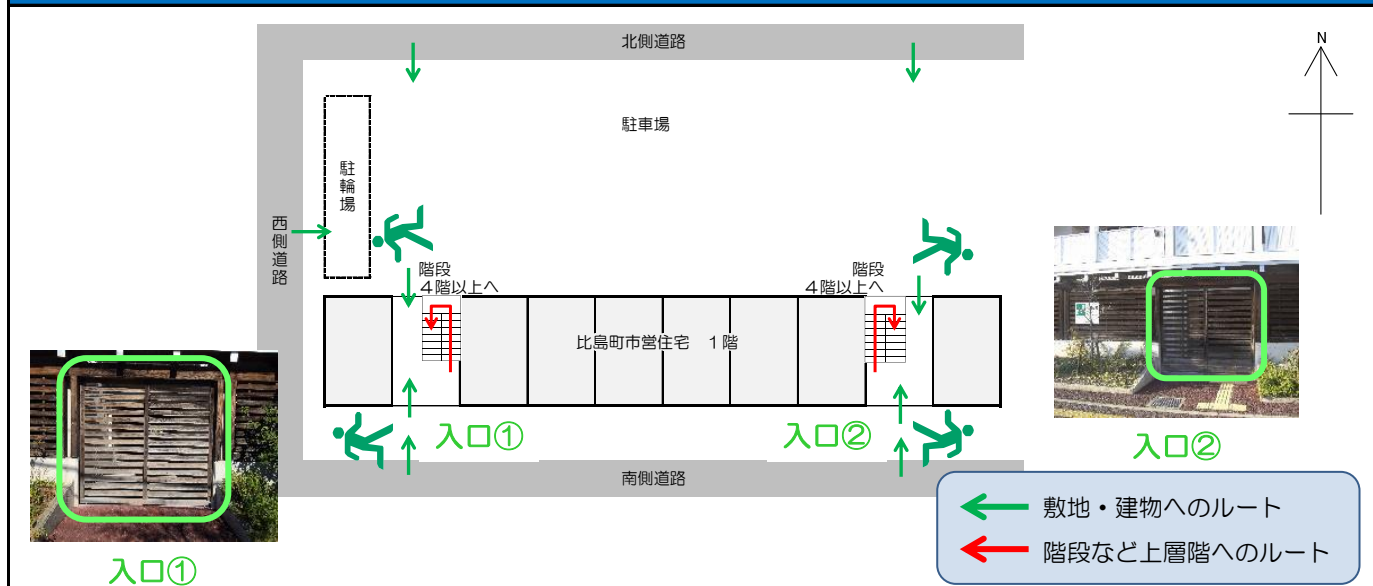 北側道路
N
駐車場
駐輪場
西側道路
階段
４階以上へ
階段
４階以上へ
比島町市営住宅　１階
入口①
入口②
入口②
南側道路
敷地・建物へのルート
階段など上層階へのルート
入口①